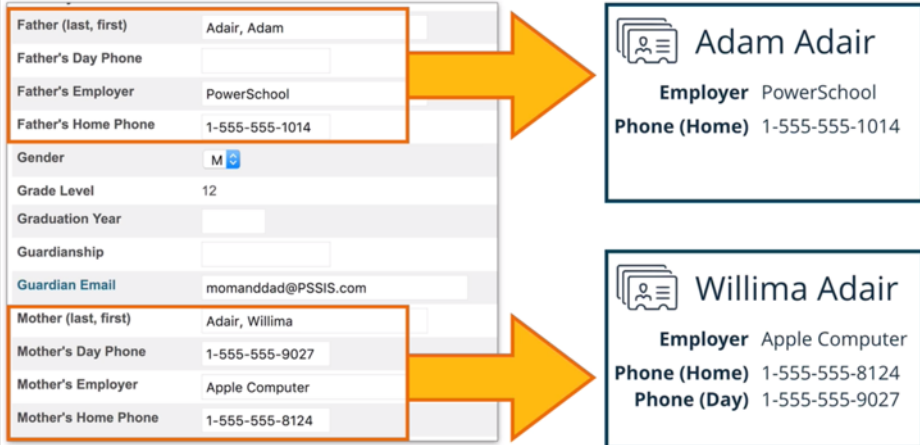 Father (last, first) Adair, Adam
Father's Day Phone
Father's Employer PowerSchool
Father's Home Phone 1-555-555-1014
Gender M
Grade Level 12
Graduation Year
Guardianship
Guardian Email momanddad@PSSIS.com
Mother (last, first) Adair, Willima
Mother's Day Phone 1-555-555-9027
Mother's Employer Apple Computer
Mother's Home Phone 1-555-555-8124
Adam Adair
Employer PowerSchool
Phone (Home) 1-555-555-1014
Willima Adair
Employer Apple Computer
Phone (Home) 1-555-555-8124
Phone (Day) 1-555-555-9027